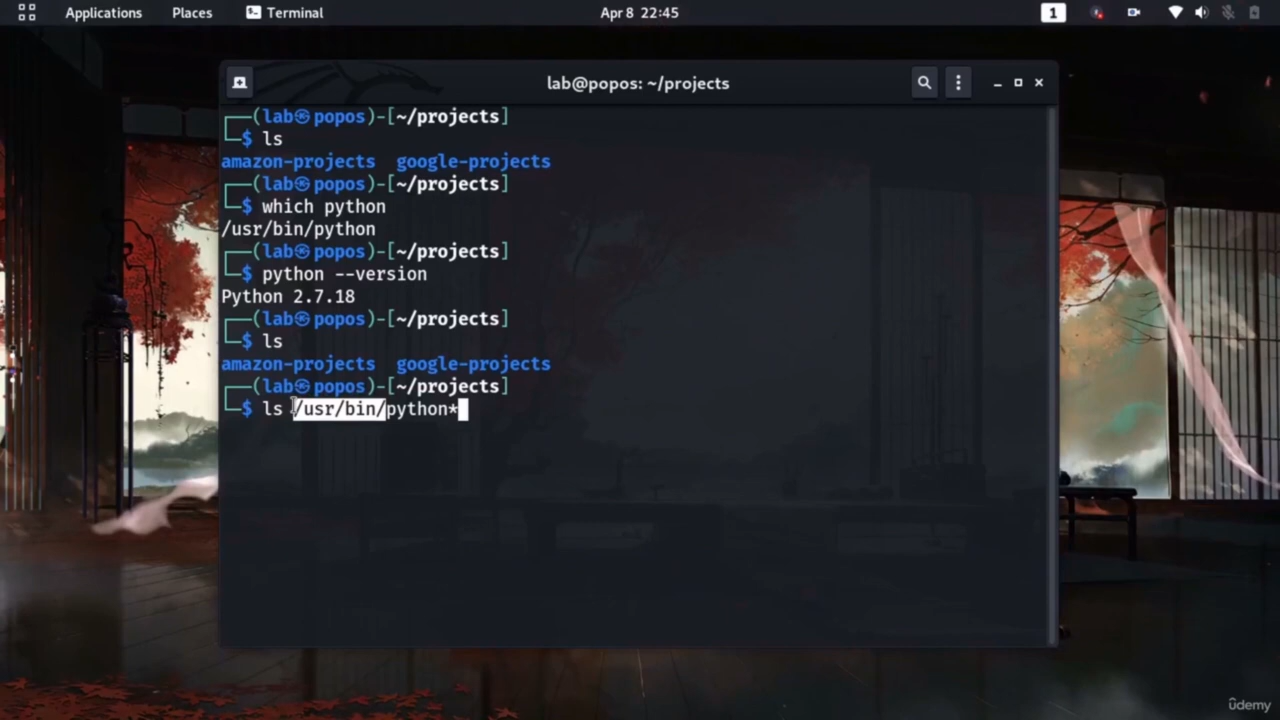 Applications Places Terminal Apr 8 22:45 1
lab@popos: ~/projects
┌──(lab㉿popos)-[~/projects]
└─$ ls
amazon-projects google-projects
┌──(lab㉿popos)-[~/projects]
└─$ which python
/usr/bin/python
┌──(lab㉿popos)-[~/projects]
└─$ python --version
Python 2.7.18
┌──(lab㉿popos)-[~/projects]
└─$ ls
amazon-projects google-projects
┌──(lab㉿popos)-[~/projects]
└─$ ls /usr/bin/python*
ûdemy